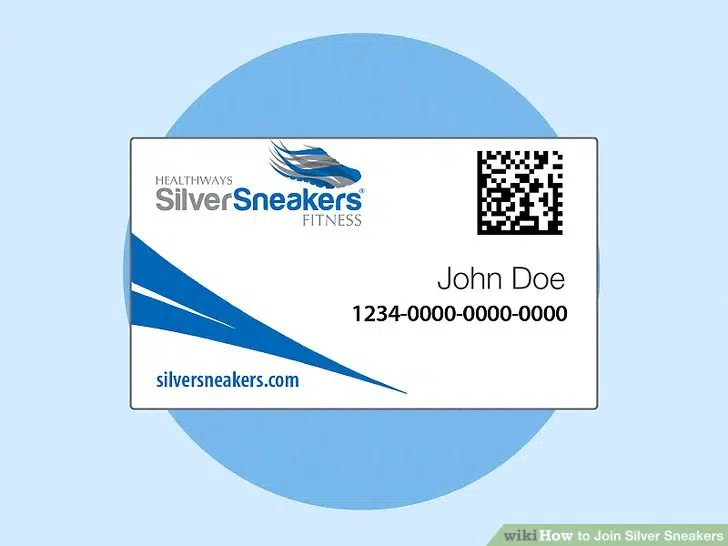 HEALTHWAYS
SilverSneakers®
FITNESS
John Doe
1234-0000-0000-0000
silversneakers.com
wikiHow to Join Silver Sneakers